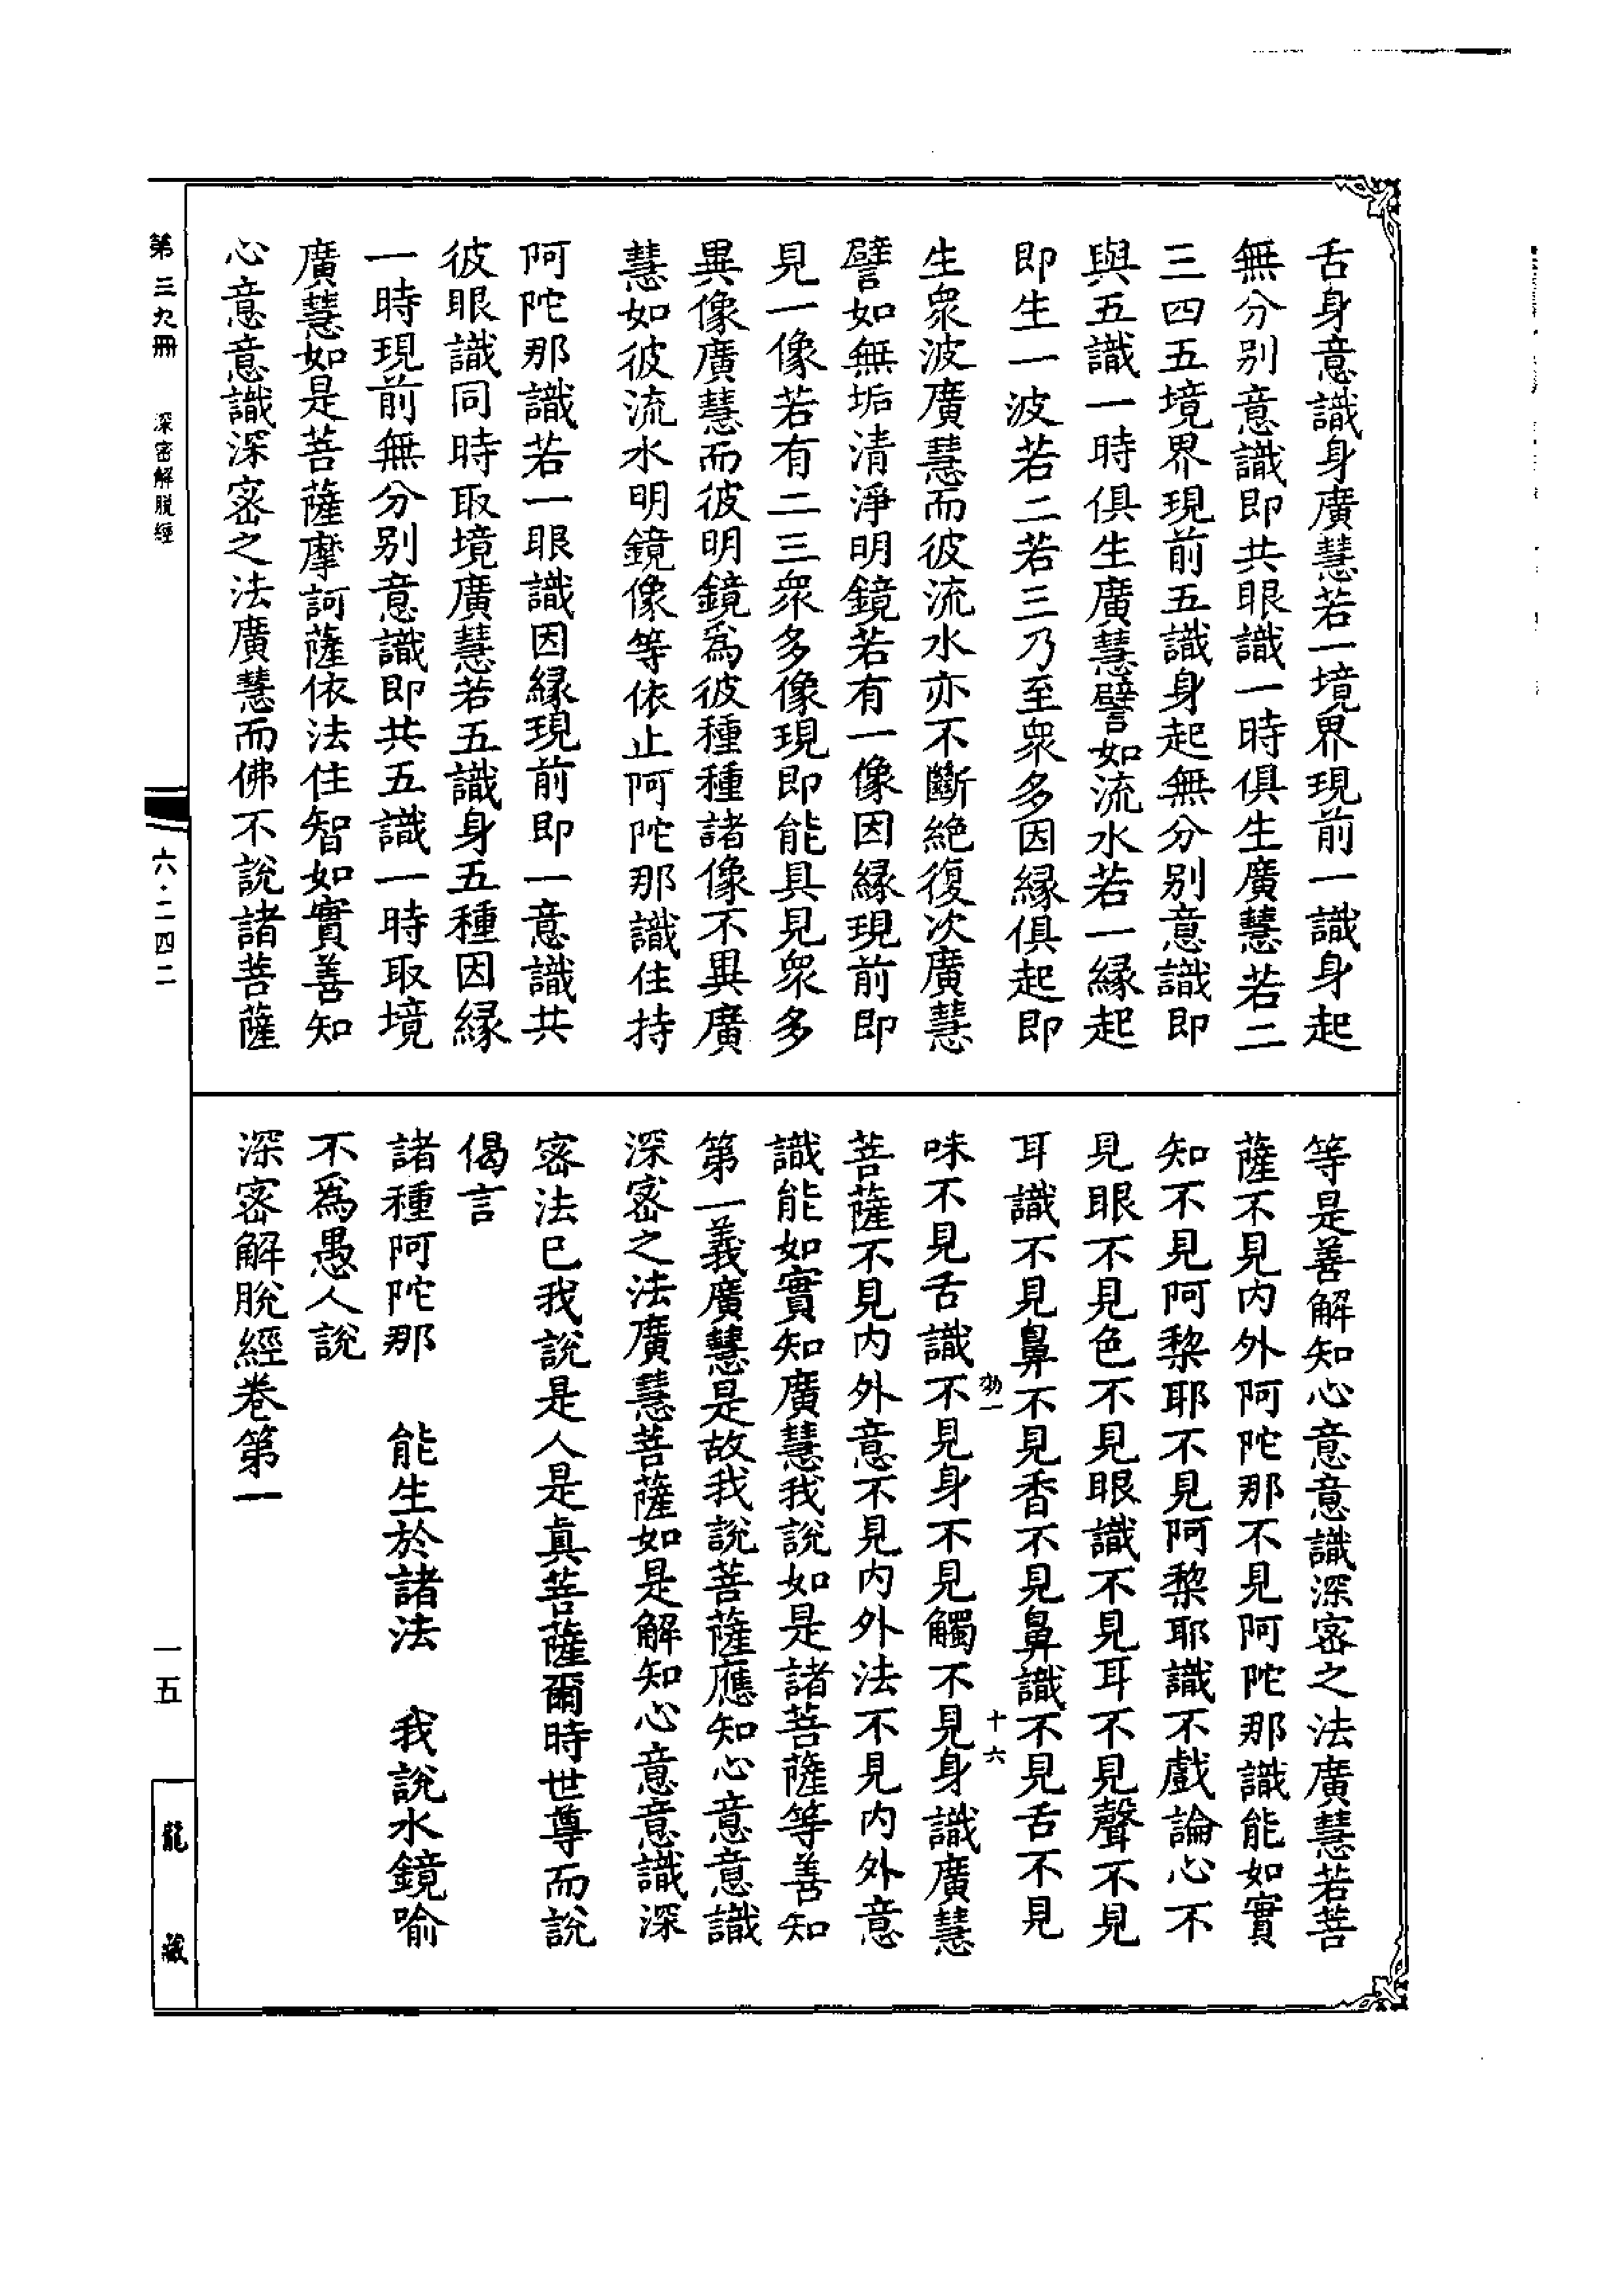 舌身意識身廣慧若一境界現前一識身起
無分别意識即共眼識一時俱生廣慧若二
三四五境界現前五識身起無分别意識即
與五識一時俱生廣慧譬如流水若一緣起
即生一波若二若三乃至衆多因緣俱起即
生衆波廣慧而彼流水亦不斷絶復次廣慧
譬如無垢清淨明鏡若有一像因緣現前即
見一像若有二三衆多像現即能具見衆多
異像廣慧而彼明鏡爲彼種種諸像不異廣
慧如彼流水明鏡像等依止阿陀那識住持
阿陀那識若一眼識因緣現前即一意識共
彼眼識同時取境廣慧若五識身五種因緣
一時現前無分别意識即共五識一時取境
廣慧如是菩薩摩訶薩依法住智如實善知
心意意識深密之法廣慧而佛不說諸菩薩
等是善解知心意意識深密之法廣慧若菩
薩不見内外阿陀那不見阿陀那識能如實
知不見阿黎耶不見阿黎耶識不戲論心不
見眼不見色不見眼識不見耳不見聲不見
耳識不見鼻不見香不見鼻識不見舌不見
勑一
十六
味不見舌識不見身不見觸不見身識廣慧
菩薩不見内外意不見内外法不見内外意
識能如實知廣慧我說如是諸菩薩等善知
第一義廣慧是故我說菩薩應知心意意識
深密之法廣慧菩薩如是解知心意意識深
密法已我說是人是真菩薩爾時世尊而說
偈言
諸種阿陀那 能生於諸法 我說水鏡喻
不為愚人說
深密解脫經卷第一
第三九冊 深密解脫經
六·二四二
一五
龍藏